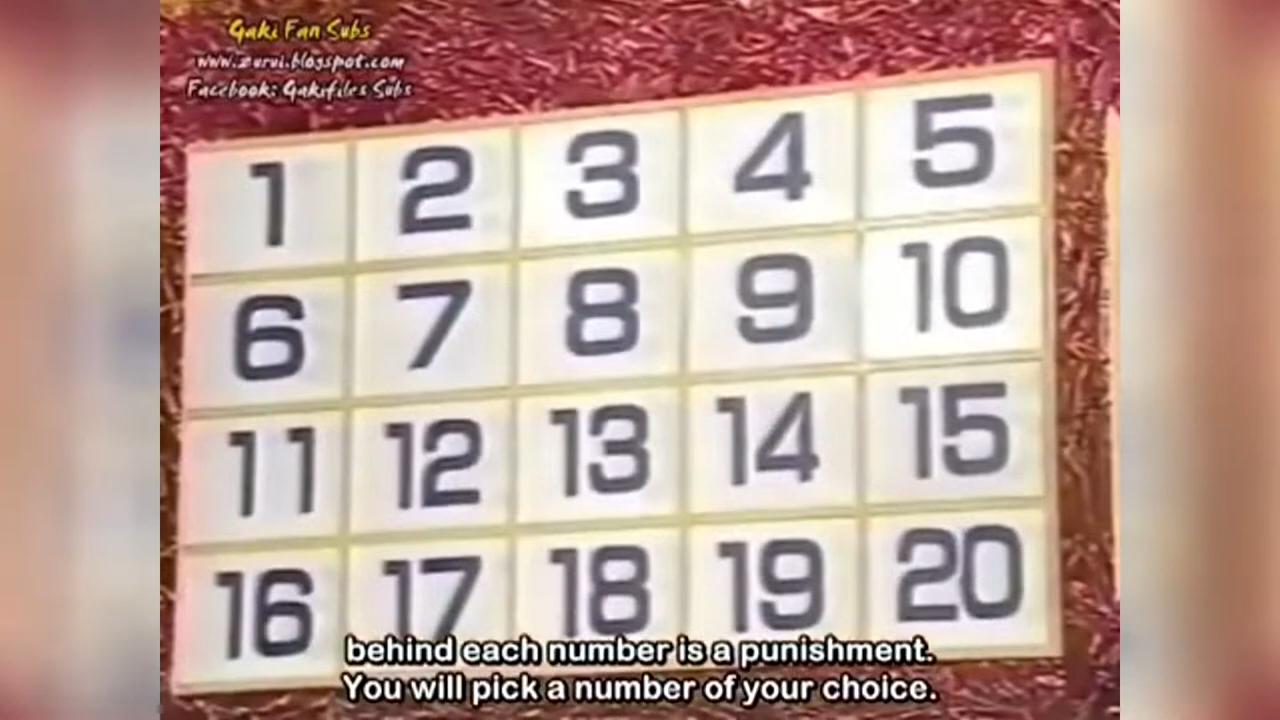 Gaki Fan Subs
www.zurui.blogspot.com
Facebook: Gakifiles Subs
1 2 3 4 5
6 7 8 9 10
11 12 13 14 15
16 17 18 19 20
behind each number is a punishment.
You will pick a number of your choice.